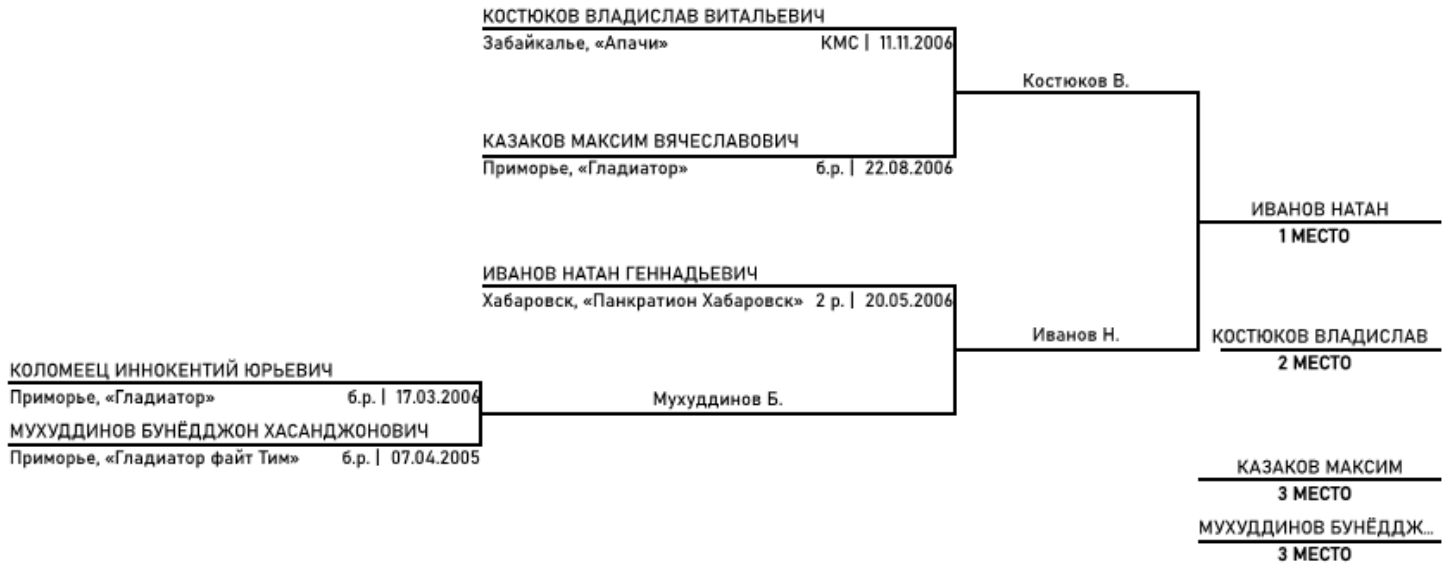 КОСТЮКОВ ВЛАДИСЛАВ ВИТАЛЬЕВИЧ
Забайкалье, «Апачи» КМС | 11.11.2006
Костюков В.
КАЗАКОВ МАКСИМ ВЯЧЕСЛАВОВИЧ
Приморье, «Гладиатор» б.р. | 22.08.2006
ИВАНОВ НАТАН
1 МЕСТО
ИВАНОВ НАТАН ГЕННАДЬЕВИЧ
Хабаровск, «Панкратион Хабаровск» 2 р. | 20.05.2006
Иванов Н.
КОСТЮКОВ ВЛАДИСЛАВ
2 МЕСТО
КОЛОМЕЕЦ ИННОКЕНТИЙ ЮРЬЕВИЧ
Приморье, «Гладиатор» б.р. | 17.03.2006
Мухуддинов Б.
МУХУДДИНОВ БУНЁДДЖОН ХАСАНДЖОНОВИЧ
Приморье, «Гладиатор файт Тим» б.р. | 07.04.2005
КАЗАКОВ МАКСИМ
3 МЕСТО
МУХУДДИНОВ БУНЁДДЖ...
3 МЕСТО